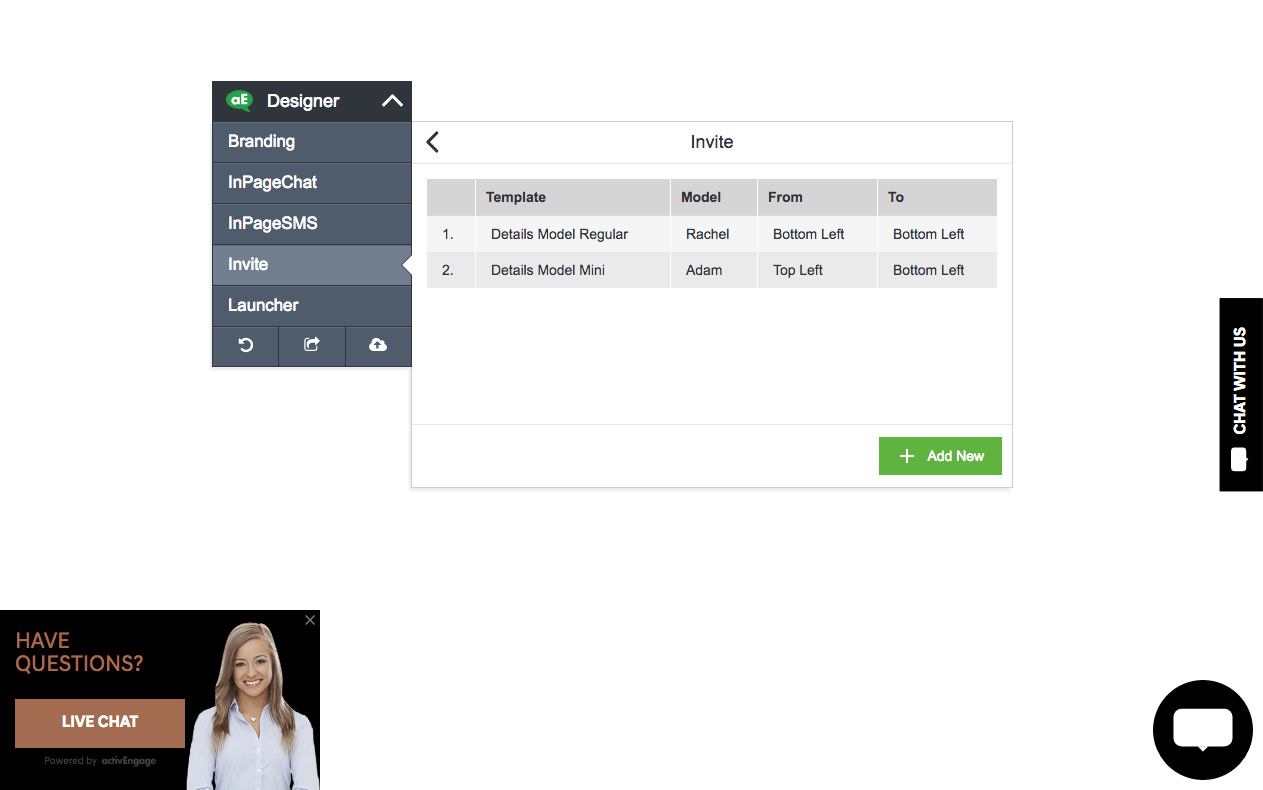 aE Designer
Branding
InPageChat
InPageSMS
Invite
Launcher
Invite
Template Model From To
1. Details Model Regular Rachel Bottom Left Bottom Left
2. Details Model Mini Adam Top Left Bottom Left
Add New
CHAT WITH US
HAVE
QUESTIONS?
LIVE CHAT
Powered by activEngage